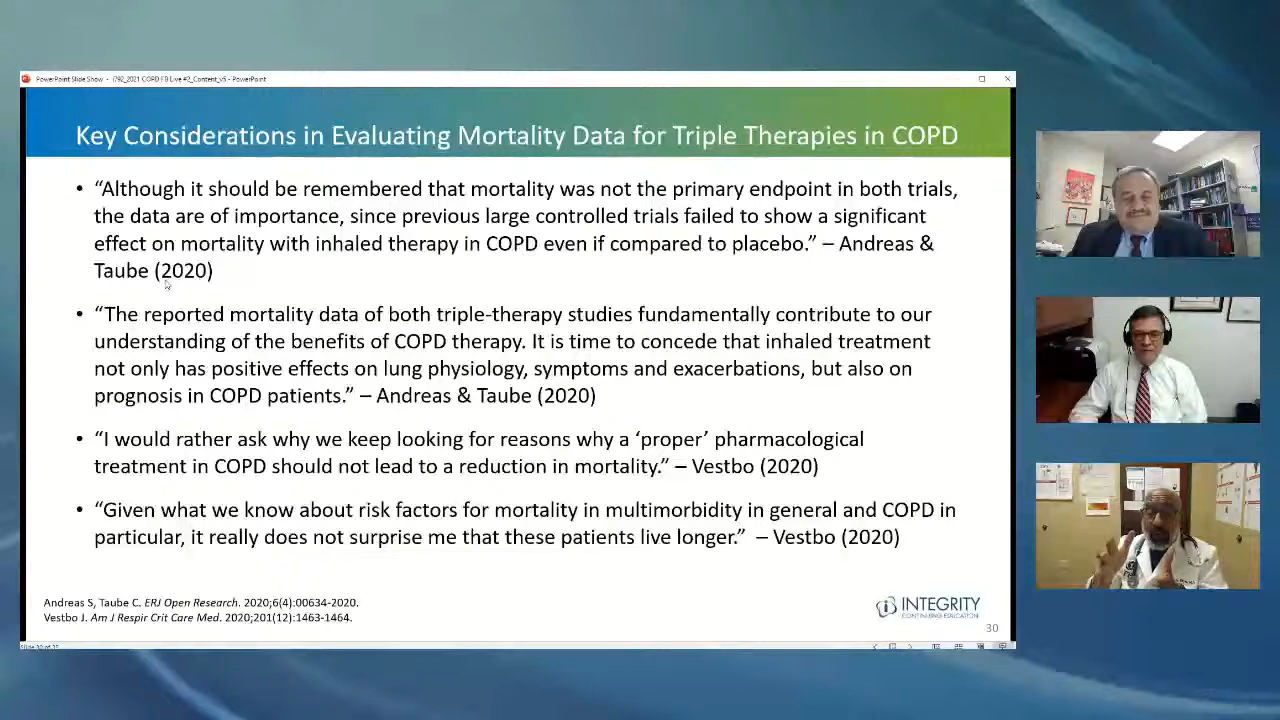 PowerPoint Slide Show - i792_2021 COPD FB Live #2_Content_v5 - PowerPoint
Key Considerations in Evaluating Mortality Data for Triple Therapies in COPD
• “Although it should be remembered that mortality was not the primary endpoint in both trials,
the data are of importance, since previous large controlled trials failed to show a significant
effect on mortality with inhaled therapy in COPD even if compared to placebo.” – Andreas &
Taube (2020)
• “The reported mortality data of both triple-therapy studies fundamentally contribute to our
understanding of the benefits of COPD therapy. It is time to concede that inhaled treatment
not only has positive effects on lung physiology, symptoms and exacerbations, but also on
prognosis in COPD patients.” – Andreas & Taube (2020)
• “I would rather ask why we keep looking for reasons why a ‘proper’ pharmacological
treatment in COPD should not lead to a reduction in mortality.” – Vestbo (2020)
• “Given what we know about risk factors for mortality in multimorbidity in general and COPD in
particular, it really does not surprise me that these patients live longer.” – Vestbo (2020)
Andreas S, Taube C. ERJ Open Research. 2020;6(4):00634-2020.
Vestbo J. Am J Respir Crit Care Med. 2020;201(12):1463-1464.
INTEGRITY
CONTINUING EDUCATION
30